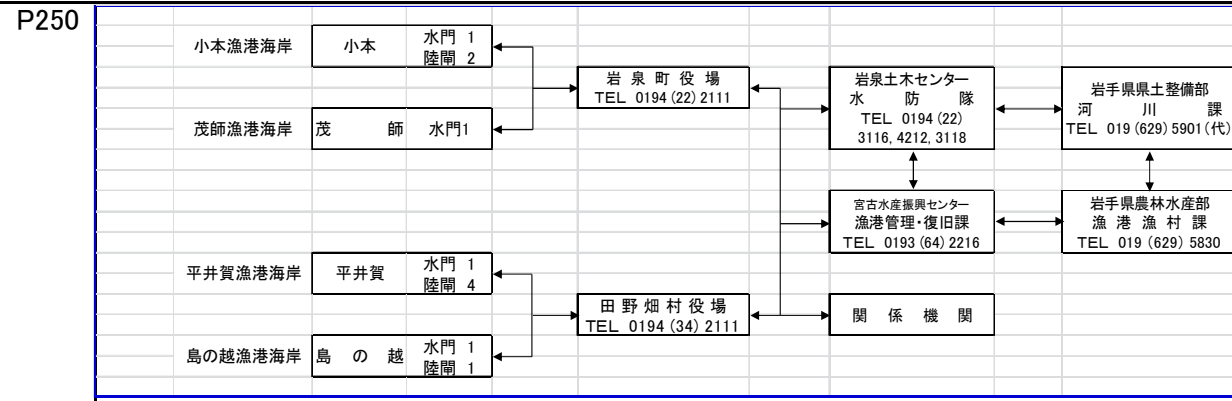 P250
小本漁港海岸
小本
水門 1
陸閘 2
茂師漁港海岸
茂 師
水門1
岩 泉 町 役 場
TEL 0194(22)2111
岩泉土木センター
水 防 隊
TEL 0194(22)
3116,4212,3118
岩手県県土整備部
河 川 課
TEL 019(629)5901(代)
宮古水産振興センター
漁港管理・復旧課
TEL 0193(64)2216
岩手県農林水産部
漁 港 漁 村 課
TEL 019(629)5830
平井賀漁港海岸
平井賀
水門 1
陸閘 4
島の越漁港海岸
島 の 越
水門 1
陸閘 1
田 野 畑 村 役 場
TEL 0194(34)2111
関 係 機 関